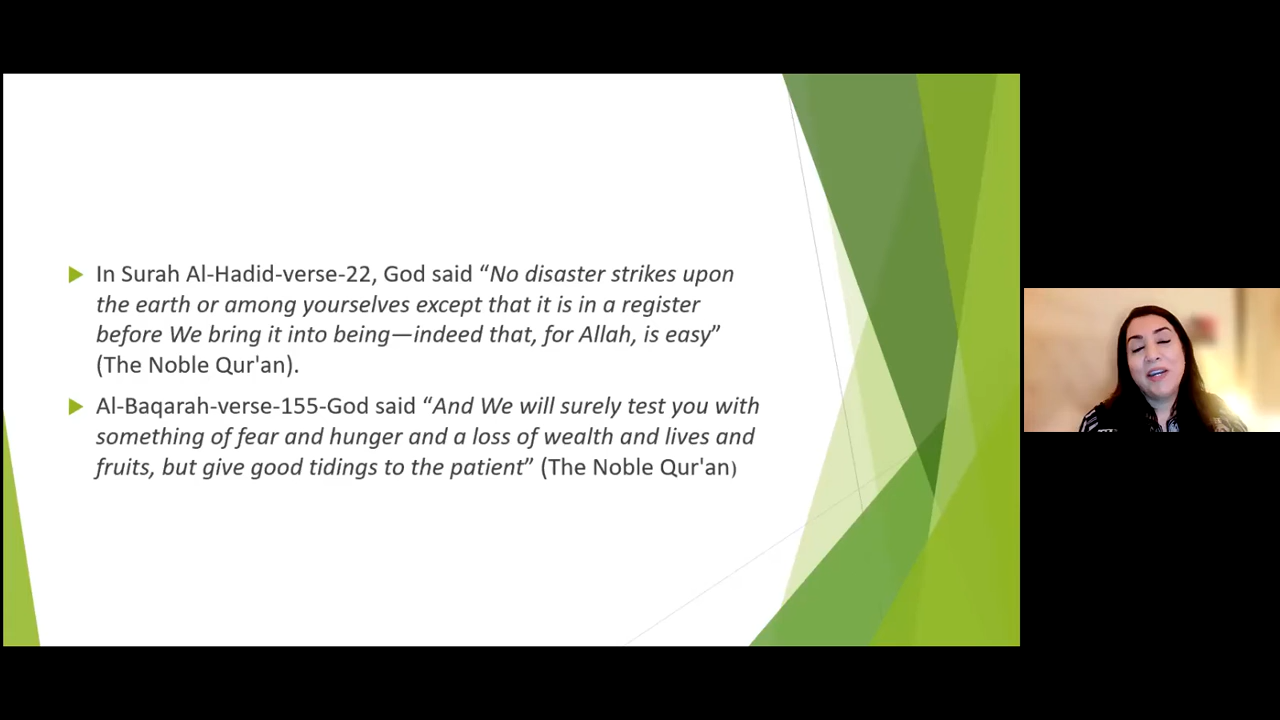 In Surah Al-Hadid-verse-22, God said “No disaster strikes upon
the earth or among yourselves except that it is in a register
before We bring it into being—indeed that, for Allah, is easy”
(The Noble Qur'an).
Al-Baqarah-verse-155-God said “And We will surely test you with
something of fear and hunger and a loss of wealth and lives and
fruits, but give good tidings to the patient” (The Noble Qur'an)